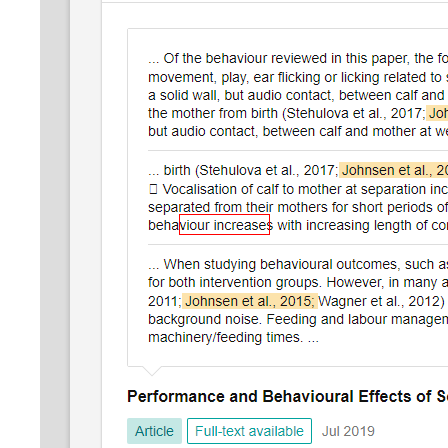 ... Of the behaviour reviewed in this paper, the fo
movement, play, ear flicking or licking related to
a solid wall, but audio contact, between calf and
the mother from birth (Stehulova et al., 2017; Joh
but audio contact, between calf and mother at we
... birth (Stehulova et al., 2017; Johnsen et al., 20
Vocalisation of calf to mother at separation inc
separated from their mothers for short periods of
behaviour increases with increasing length of co
... When studying behavioural outcomes, such as
for both intervention groups. However, in many a
2011; Johnsen et al., 2015; Wagner et al., 2012)
background noise. Feeding and labour managen
machinery/feeding times. ...
Performance and Behavioural Effects of S
Article Full-text available Jul 2019